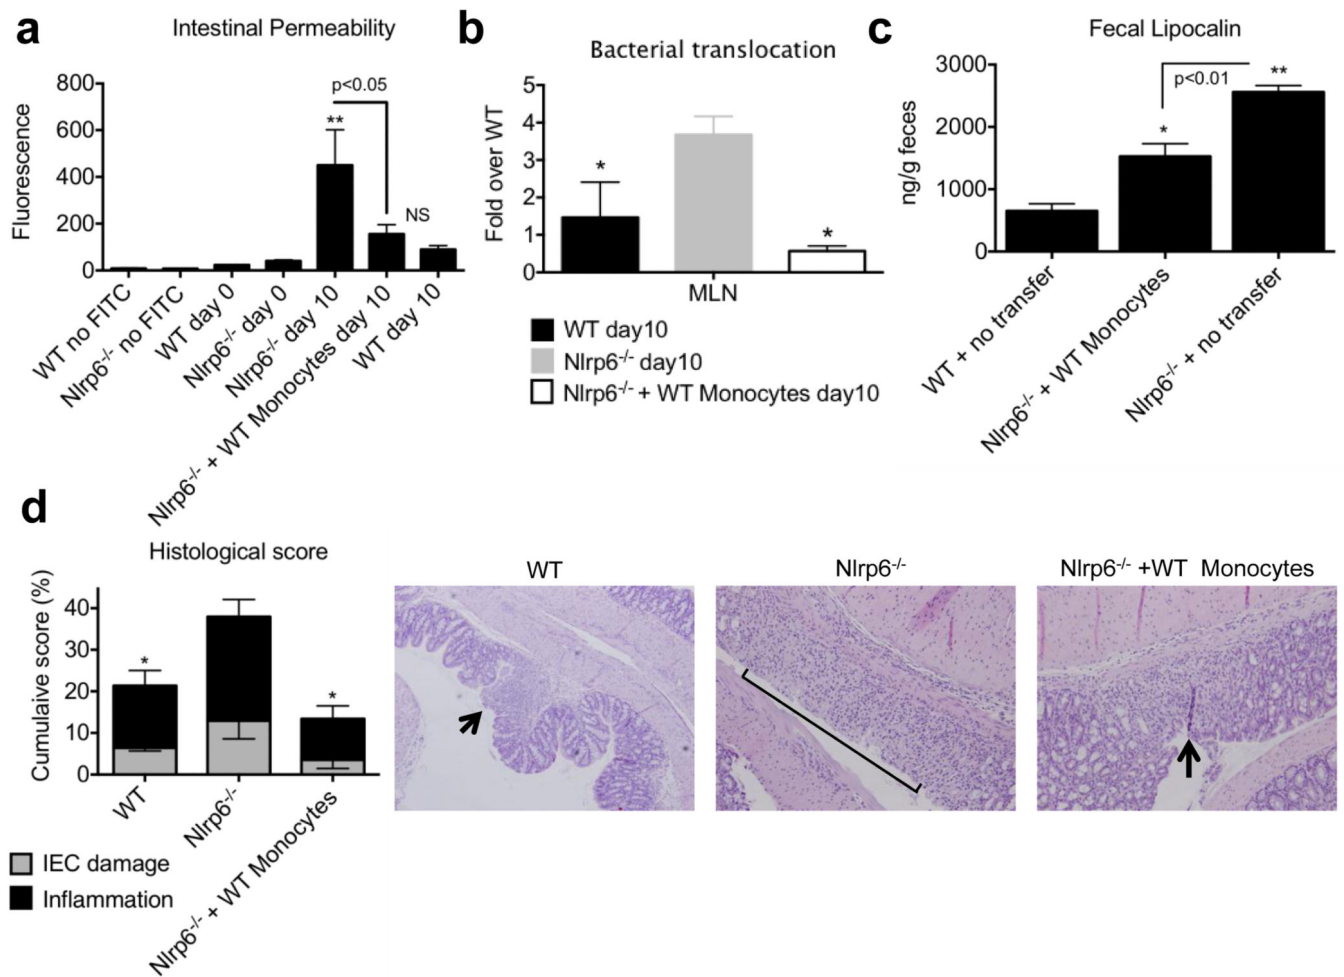 a
Intestinal Permeability
Fluorescence
800
600
400
200
0
p<0.05
**
NS
WT no FITC
Nlrp6-/- no FITC
WT day 0
Nlrp6-/- day 0
Nlrp6-/- day 10
Nlrp6-/- + WT Monocytes day 10
WT day 10
b
Bacterial translocation
Fold over WT
5
4
3
2
1
0
*
*
MLN
WT day10
Nlrp6-/- day10
Nlrp6-/- + WT Monocytes day10
c
Fecal Lipocalin
ng/g feces
3000
2000
1000
0
p<0.01
*
**
WT + no transfer
Nlrp6-/- + WT Monocytes
Nlrp6-/- + no transfer
d
Histological score
Cumulaive score (%)
40
30
20
10
0
*
*
WT
Nlrp6-/-
Nlrp6-/- + WT Monocytes
IEC damage
Inflammation
WT
Nlrp6-/-
Nlrp6-/- +WT Monocytes